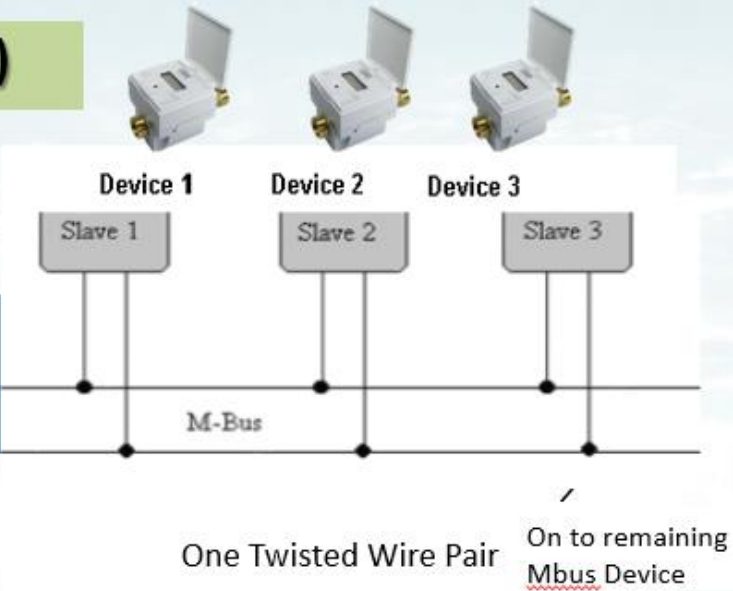 )
Device 1 Device 2 Device 3
Slave 1 Slave 2 Slave 3
M-Bus
One Twisted Wire Pair
On to remaining
Mbus Device